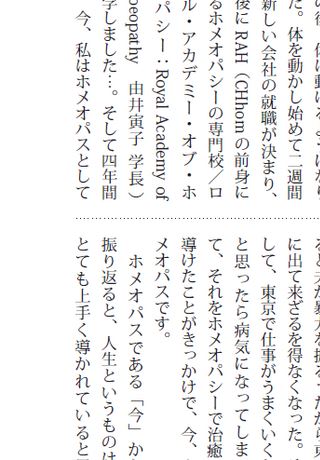 た。体を動かし始めて二週間
新しい会社の就職が決まり、
後に RAH（CHhom の前身に
るホメオパシーの専門校／ロ
ル・アカデミー・オブ・ホ
パシー：Royal Academy of
oeopathy　由井寅子 学長）
学しました…。そして四年間
今、私はホメオパスとして
に出て来ざるを得なくなった。
して、東京で仕事がうまくいく
と思ったら病気になってしま
て、それをホメオパシーで治癒
導けたことがきっかけで、今、
メオパスです。
ホメオパスである「今」か
振り返ると、人生というものは
とても上手く導かれていると